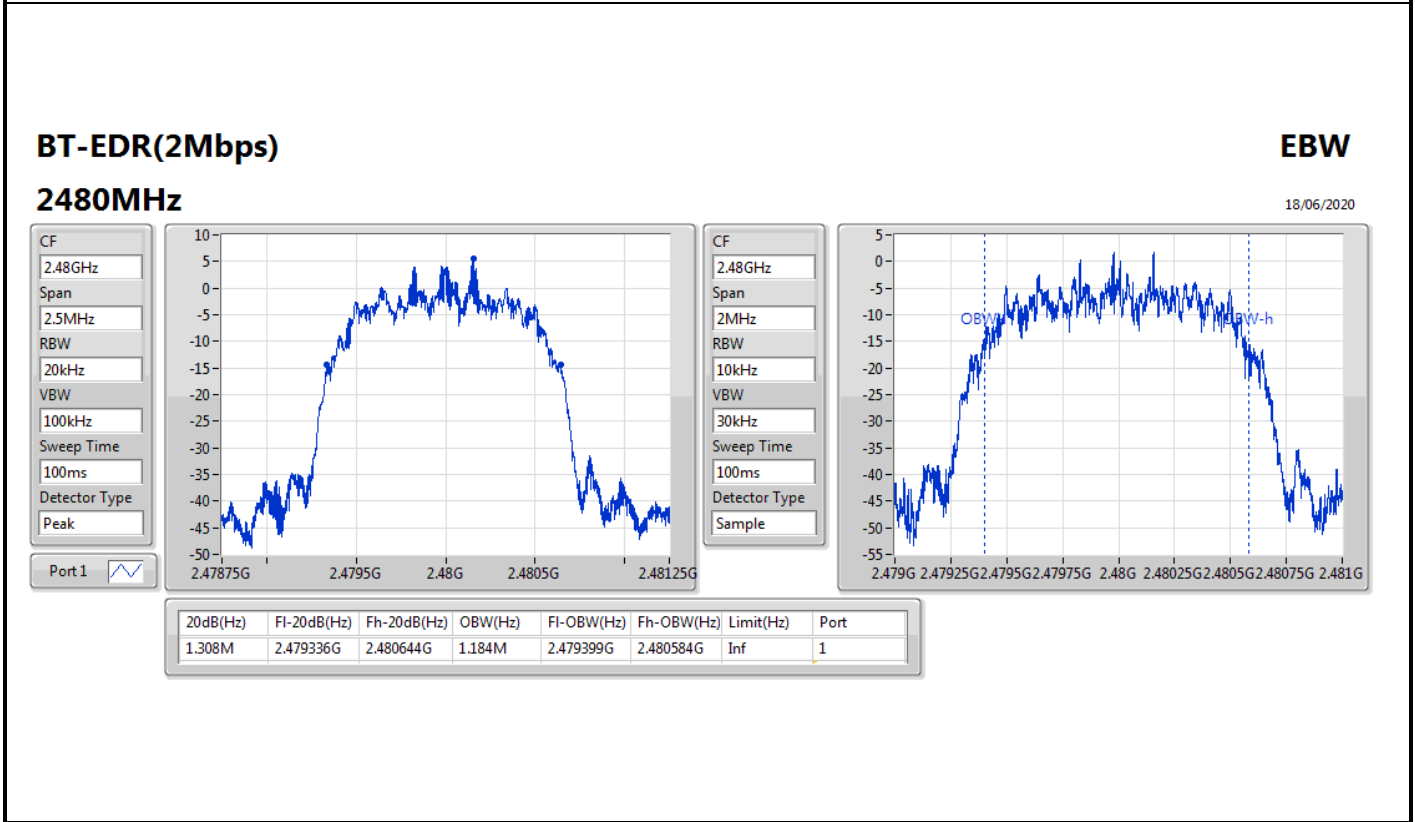 BT-EDR(2Mbps) EBW
2480MHz 18/06/2020
CF
2.48GHz
Span
2.5MHz
RBW
20kHz
VBW
100kHz
Sweep Time
100ms
Detector Type
Peak
Port 1
10
5
0
-5
-10
-15
-20
-25
-30
-35
-40
-45
-50
2.47875G 2.4795G 2.48G 2.4805G 2.48125G
CF
2.48GHz
Span
2MHz
RBW
10kHz
VBW
30kHz
Sweep Time
100ms
Detector Type
Sample
5
0
-5
-10
-15
-20
-25
-30
-35
-40
-45
-50
-55
OBW-h
2.479G 2.47925G 2.4795G 2.47975G 2.48G 2.48025G 2.4805G 2.48075G 2.481G
20dB(Hz) Fl-20dB(Hz) Fh-20dB(Hz) OBW(Hz) Fl-OBW(Hz) Fh-OBW(Hz) Limit(Hz) Port
1.308M 2.479336G 2.480644G 1.184M 2.479399G 2.480584G Inf 1